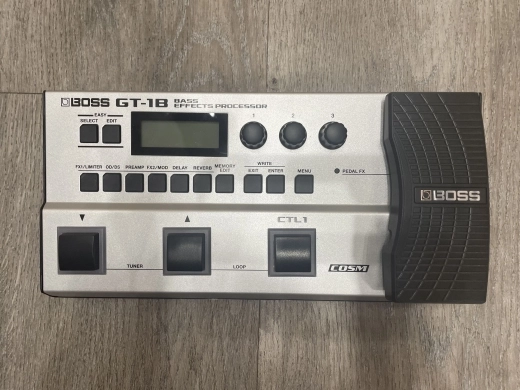 BOSS GT-1B BASS EFFECTS PROCESSOR
EASY
SELECT EDIT
1 2 3
FX1/LIMITER OD/DS PREAMP FX2/MOD DELAY REVERB MEMORY EDIT
WRITE
EXIT ENTER MENU
PEDAL FX
BOSS
▼ ▲ CTL1
TUNER LOOP
COSM